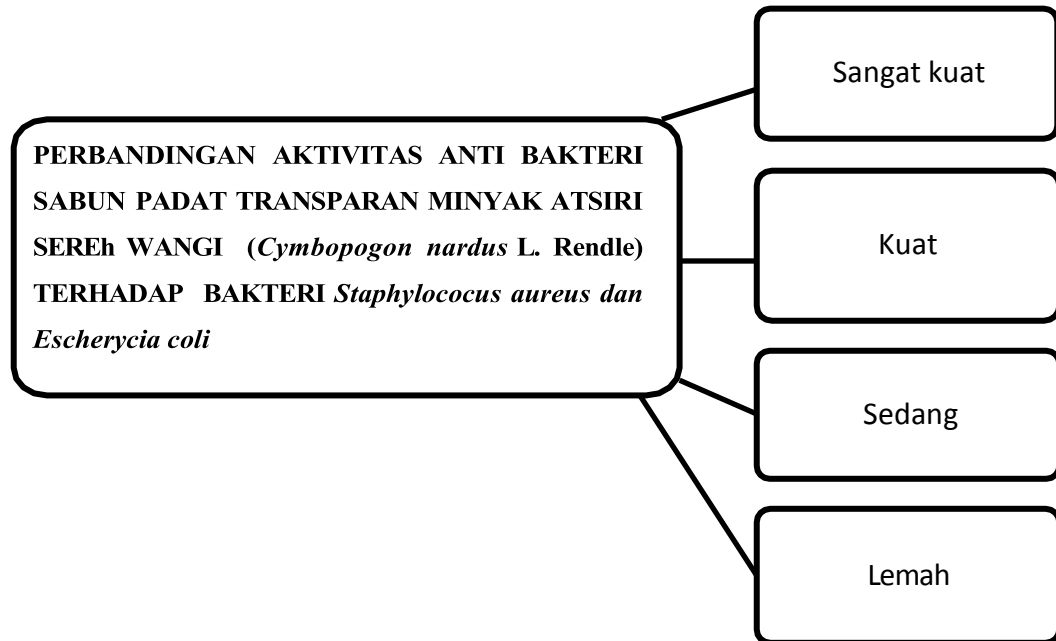 PERBANDINGAN AKTIVITAS ANTI BAKTERI
SABUN PADAT TRANSPARAN MINYAK ATSIRI
SEREh WANGI (Cymbopogon nardus L. Rendle)
TERHADAP BAKTERI Staphylococus aureus dan
Escherycia coli
Sangat kuat
Kuat
Sedang
Lemah